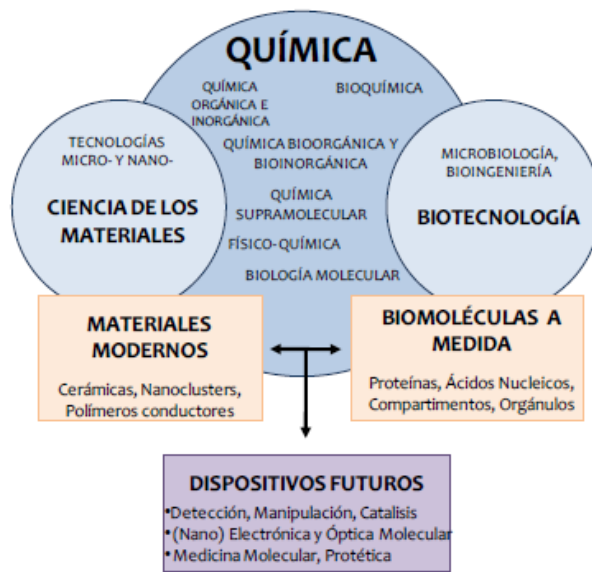 QUÍMICA
QUÍMICA
ORGÁNICA E
INORGÁNICA
BIOQUÍMICA
QUÍMICA BIOORGÁNICA Y
BIOINORGÁNICA
QUÍMICA
SUPRAMOLECULAR
FÍSICO-QUÍMICA
BIOLOGÍA MOLECULAR
TECNOLOGÍAS
MICRO- Y NANO-
CIENCIA DE LOS
MATERIALES
MICROBIOLOGÍA,
BIOINGENIERÍA
BIOTECNOLOGÍA
MATERIALES
MODERNOS
Cerámicas, Nanoclusters,
Polímeros conductores
BIOMOLÉCULAS A
MEDIDA
Proteínas, Ácidos Nucleicos,
Compartimentos, Orgánulos
DISPOSITIVOS FUTUROS
•Detección, Manipulación, Catalisis
•(Nano) Electrónica y Óptica Molecular
•Medicina Molecular, Protética